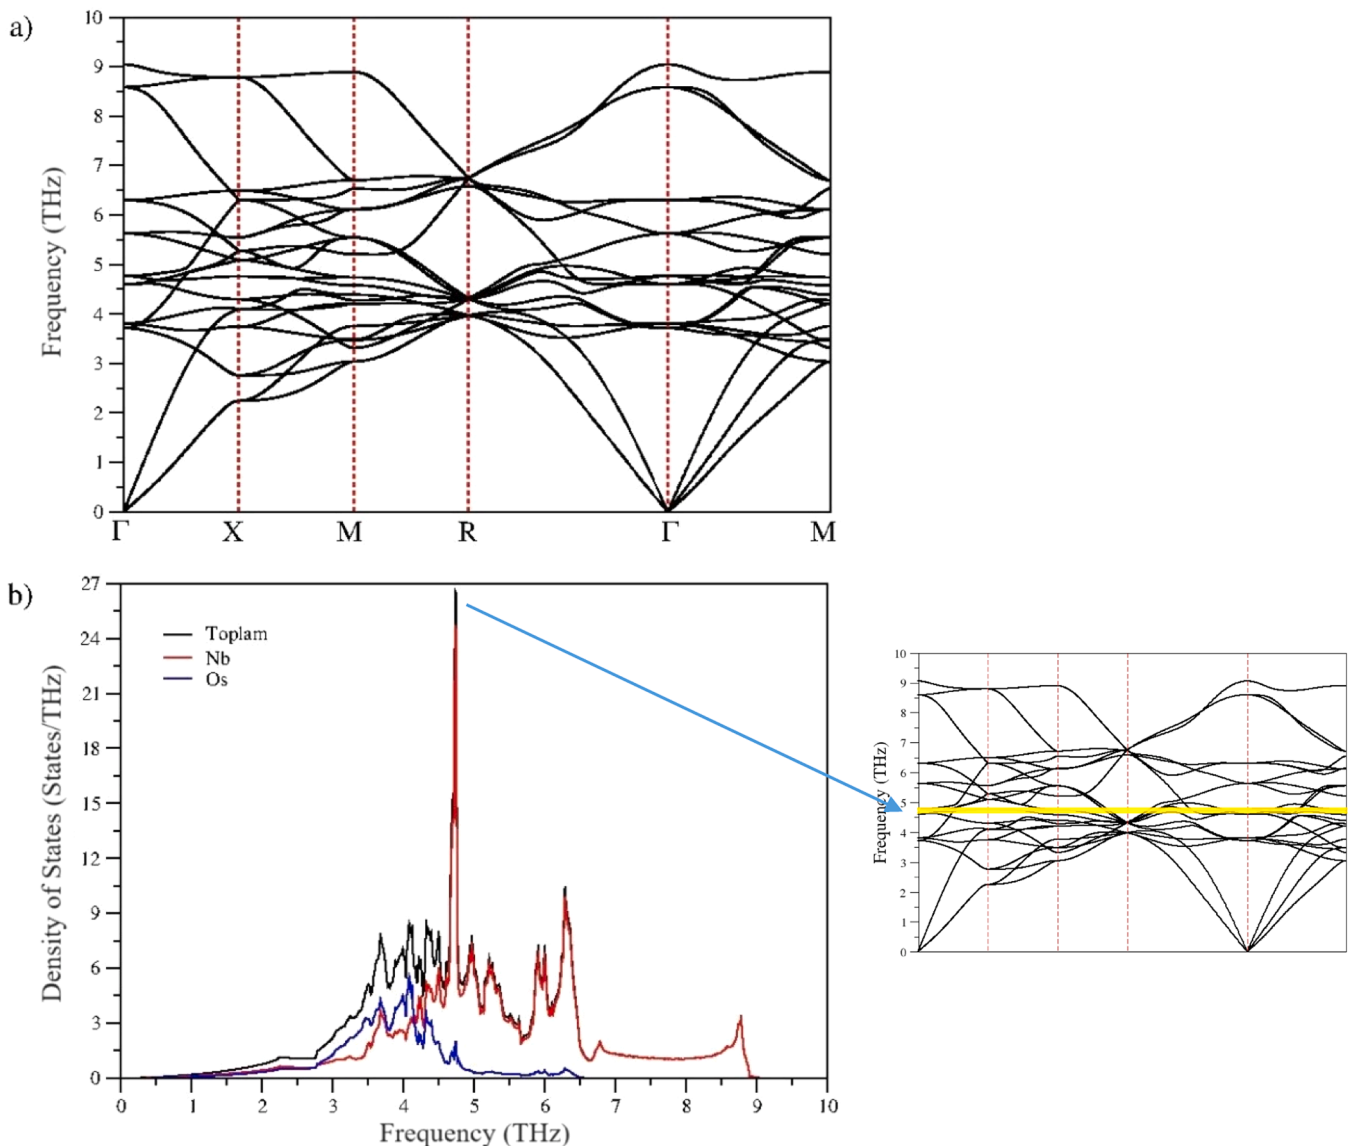 a)
Frequency (THz)
10
9
8
7
6
5
4
3
2
1
0
Γ X M R Γ M
b)
Density of States (States/THz)
27
24
21
18
15
12
9
6
3
0
Toplam
Nb
Os
0 1 2 3 4 5 6 7 8 9 10
Frequency (THz)
Frequency (THz)
10
9
8
7
6
5
4
3
2
1
0